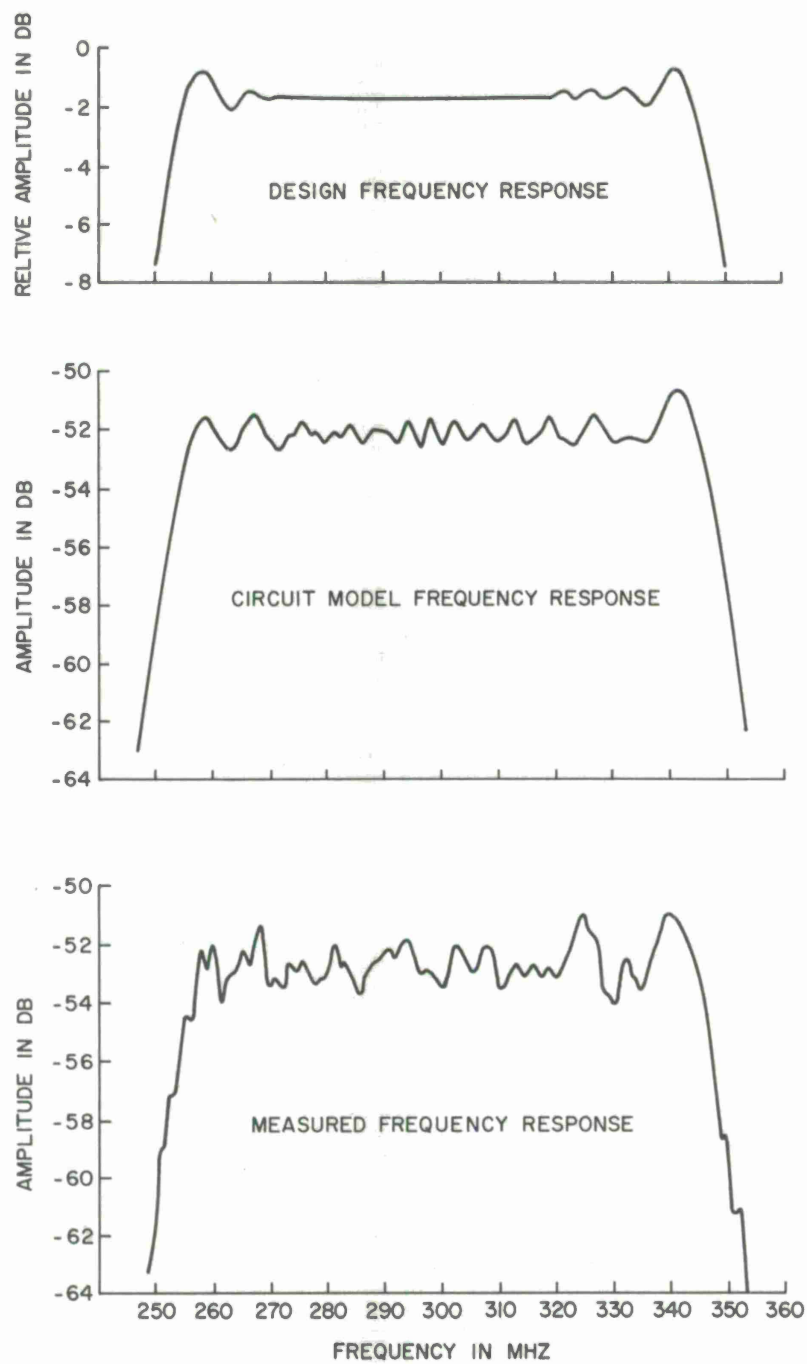 RELTIVE AMPLITUDE IN DB
0
-2
-4
-6
-8
DESIGN FREQUENCY RESPONSE
AMPLITUDE IN DB
-50
-52
-54
-56
-58
-60
-62
-64
CIRCUIT MODEL FREQUENCY RESPONSE
AMPLITUDE IN DB
-50
-52
-54
-56
-58
-60
-62
-64
MEASURED FREQUENCY RESPONSE
250 260 270 280 290 300 310 320 330 340 350 360
FREQUENCY IN MHZ